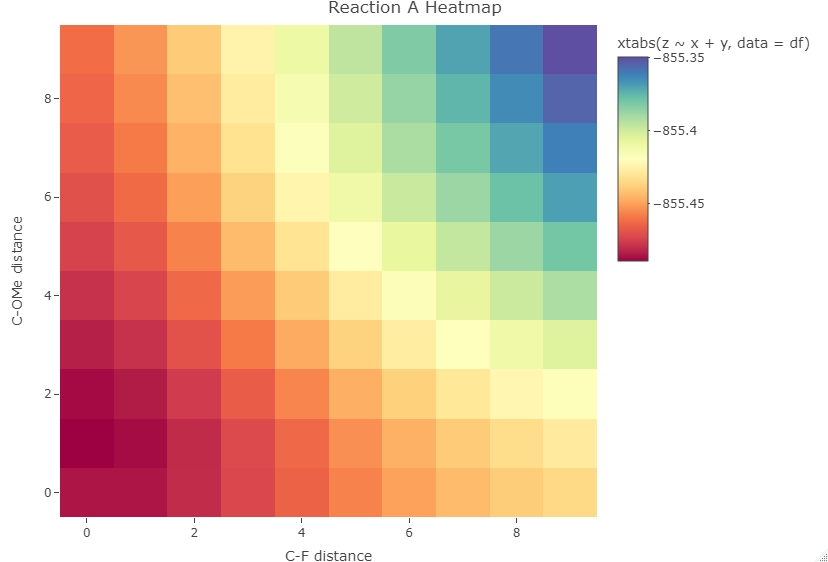 Reaction A Heatmap
xtabs(z ~ x + y, data = df)
−855.35
−855.4
−855.45
8
6
4
2
0
C-OMe distance
0 2 4 6 8
C-F distance